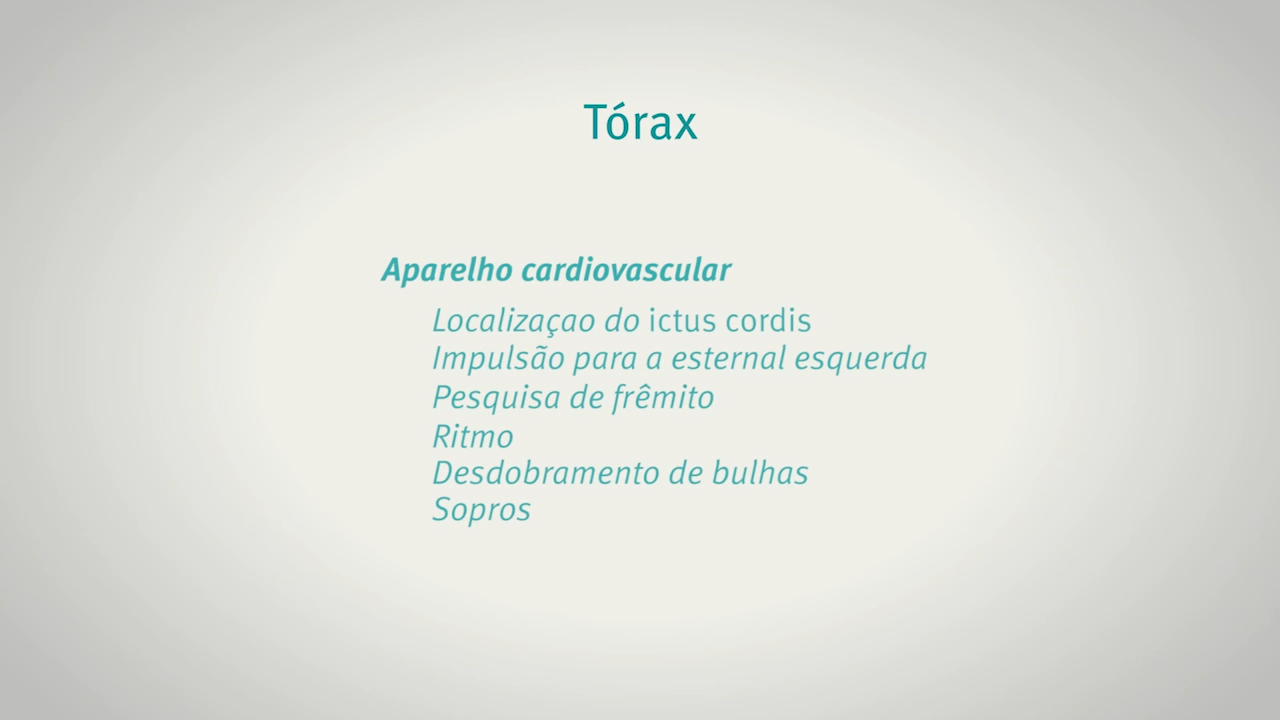 Tórax
Aparelho cardiovascular
Localizaçao do ictus cordis
Impulsão para a esternal esquerda
Pesquisa de frêmito
Ritmo
Desdobramento de bulhas
Sopros